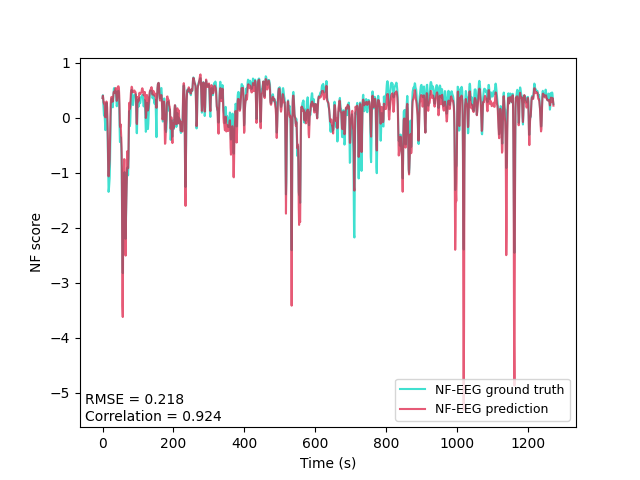 1
0
−1
−2
−3
−4
−5
NF score
RMSE = 0.218
Correlation = 0.924
NF-EEG ground truth
NF-EEG prediction
0 200 400 600 800 1000 1200
Time (s)